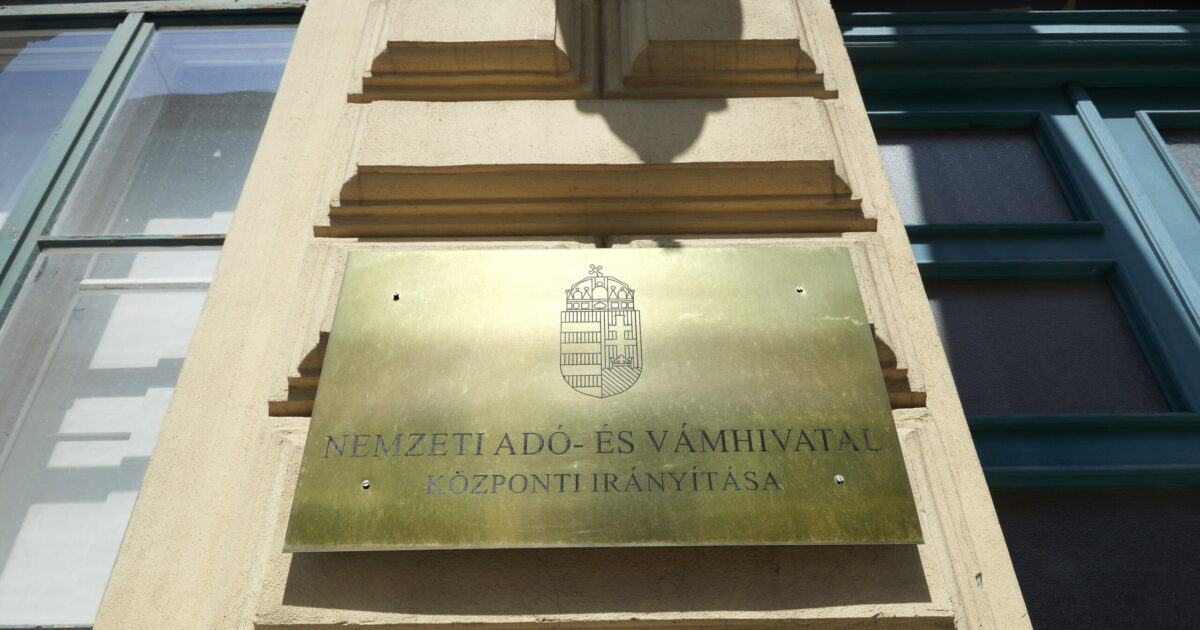 NEMZETI ADÓ- ÉS VÁMHIVATAL
KÖZPONTI IRÁNYÍTÁSA